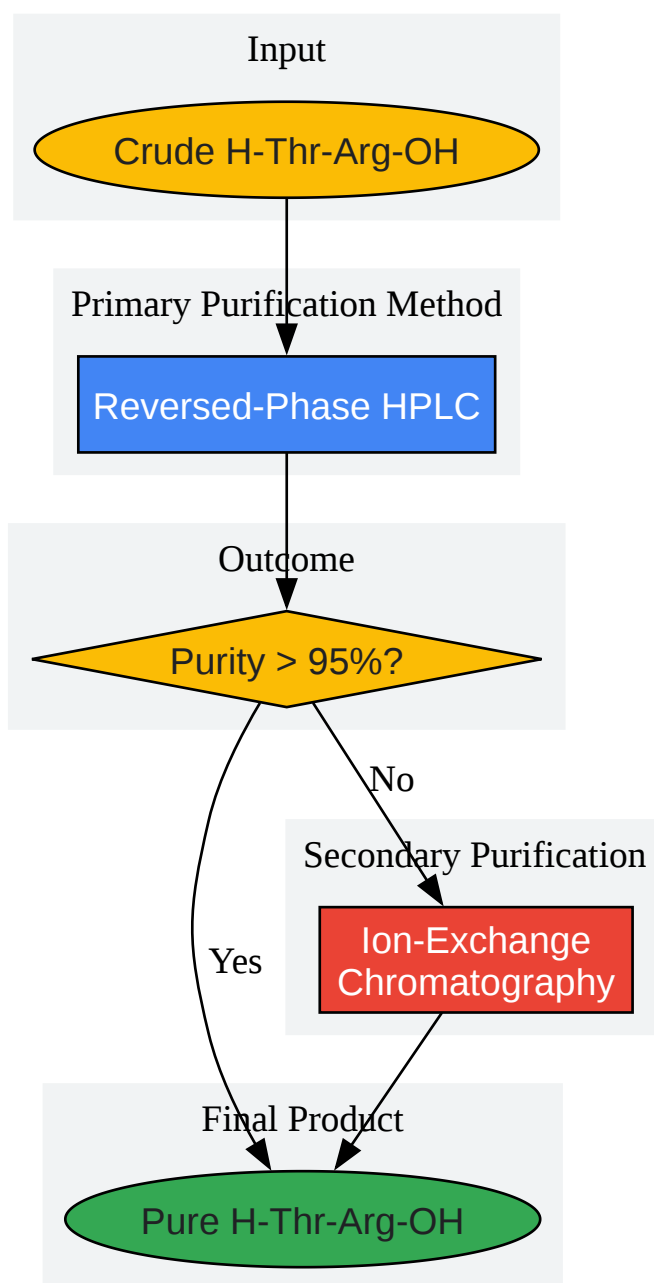 Input
Crude H-Thr-Arg-OH
Primary Purification Method
Reversed-Phase HPLC
Outcome
Purity > 95%?
No
Secondary Purification
Ion-Exchange
Chromatography
Yes
Final Product
Pure H-Thr-Arg-OH